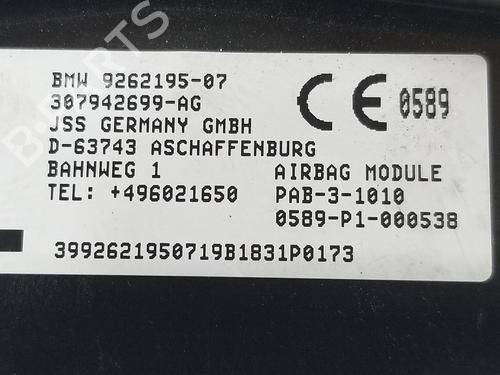 BMW 9262195-07
307942699-AG
JSS GERMANY GMBH
D-63743 ASCHAFFENBURG
BAHNWEG 1
TEL: +496021650
CE 0589
AIRBAG MODULE
PAB-3-1010
0589-P1-000538
3992621950719B1831P0173
B-PARTS